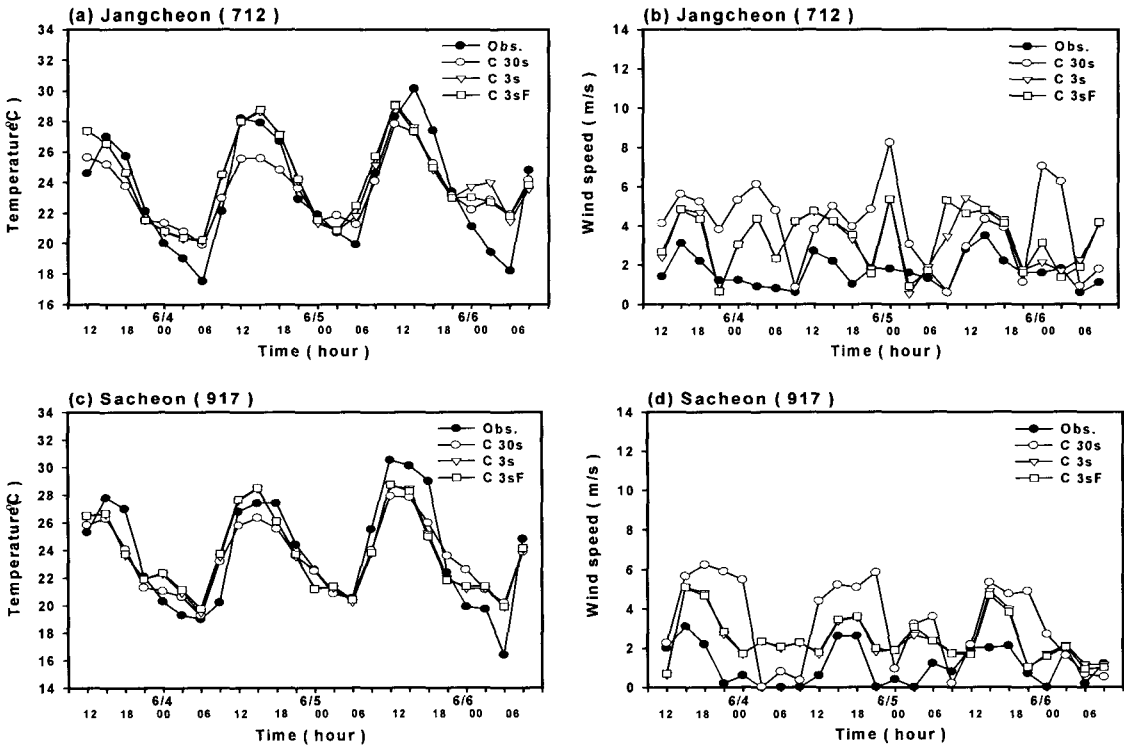 (a) Jangcheon ( 712 )
34
32
30
28
26
24
22
20
18
16
Temperature(℃)
Obs.
C 30s
C 3s
C 3sF
6/4 6/5 6/6
12 18 00 06 12 18 00 06 12 18 00 06
Time ( hour )
(b) Jangcheon ( 712 )
14
12
10
8
6
4
2
0
Wind speed ( m/s )
Obs.
C 30s
C 3s
C 3sF
6/4 6/5 6/6
12 18 00 06 12 18 00 06 12 18 00 06
Time ( hour )
(c) Sacheon ( 917 )
34
32
30
28
26
24
22
20
18
16
14
Temperature(℃)
Obs.
C 30s
C 3s
C 3sF
6/4 6/5 6/6
12 18 00 06 12 18 00 06 12 18 00 06
Time ( hour )
(d) Sacheon ( 917 )
14
12
10
8
6
4
2
0
Wind speed ( m/s )
Obs.
C 30s
C 3s
C 3sF
6/4 6/5 6/6
12 18 00 06 12 18 00 06 12 18 00 06
Time ( hour )